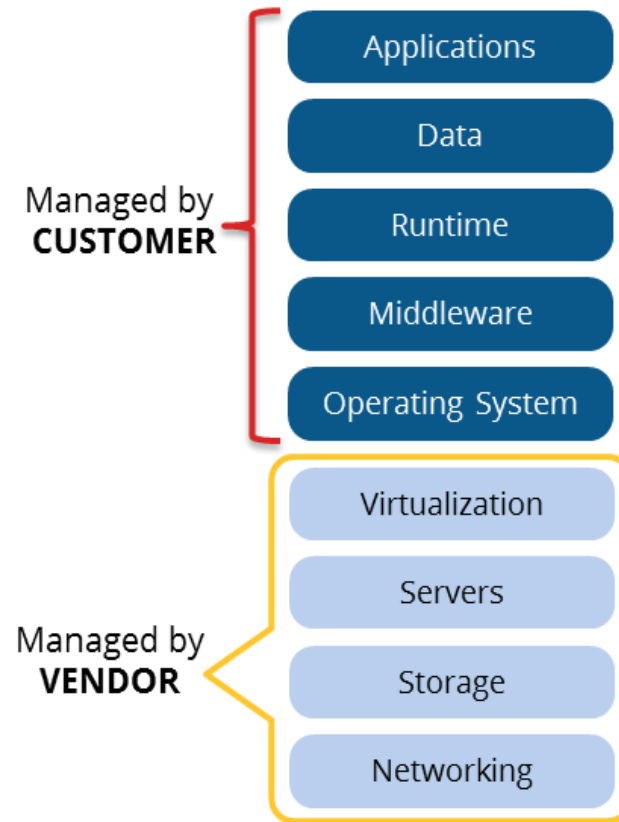 Applications
Data
Managed by
CUSTOMER
Runtime
Middleware
Operating System
Virtualization
Servers
Managed by
VENDOR
Storage
Networking